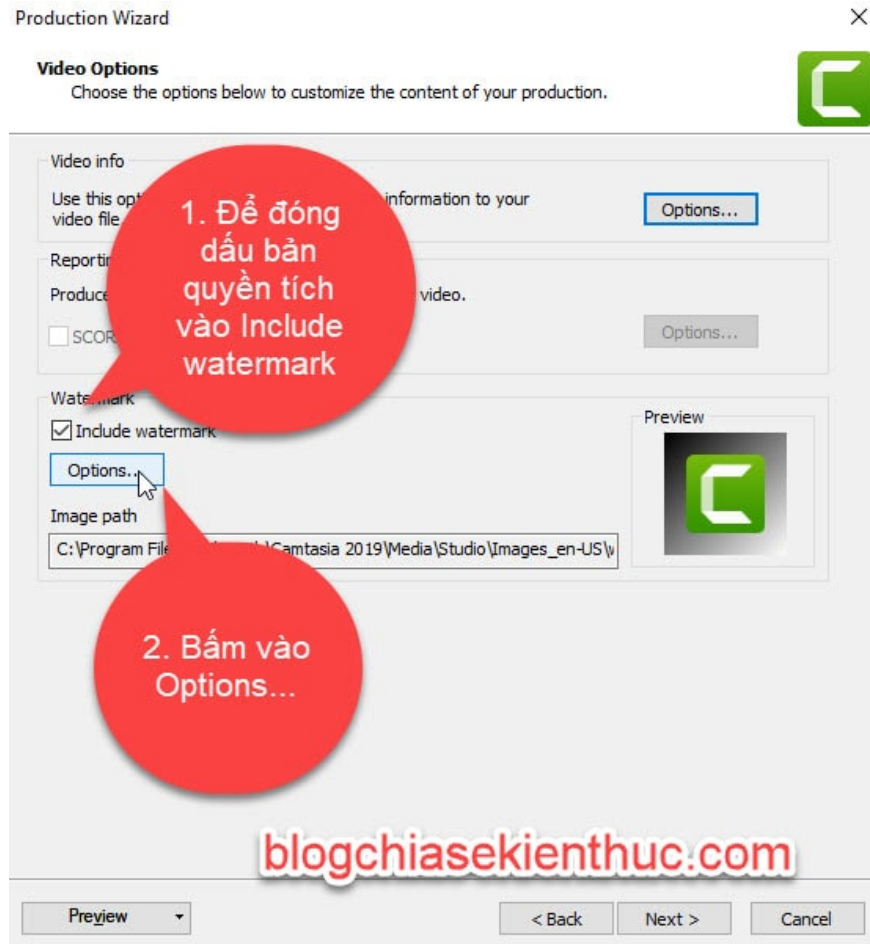 Production Wizard
Video Options
Choose the options below to customize the content of your production.
Video info
Use this opt information to your
video file
Options...
1. Để đóng
dấu bản
quyền tích
vào Include
watermark
Reportin
Produce video.
SCOR
Options...
Watermark
Include watermark
Options...
Preview
Image path
C:\Program File \Camtasia 2019\Media\Studio\Images_en-US\
2. Bấm vào
Options...
blogchiasekienthuc.com
Preview
< Back
Next >
Cancel